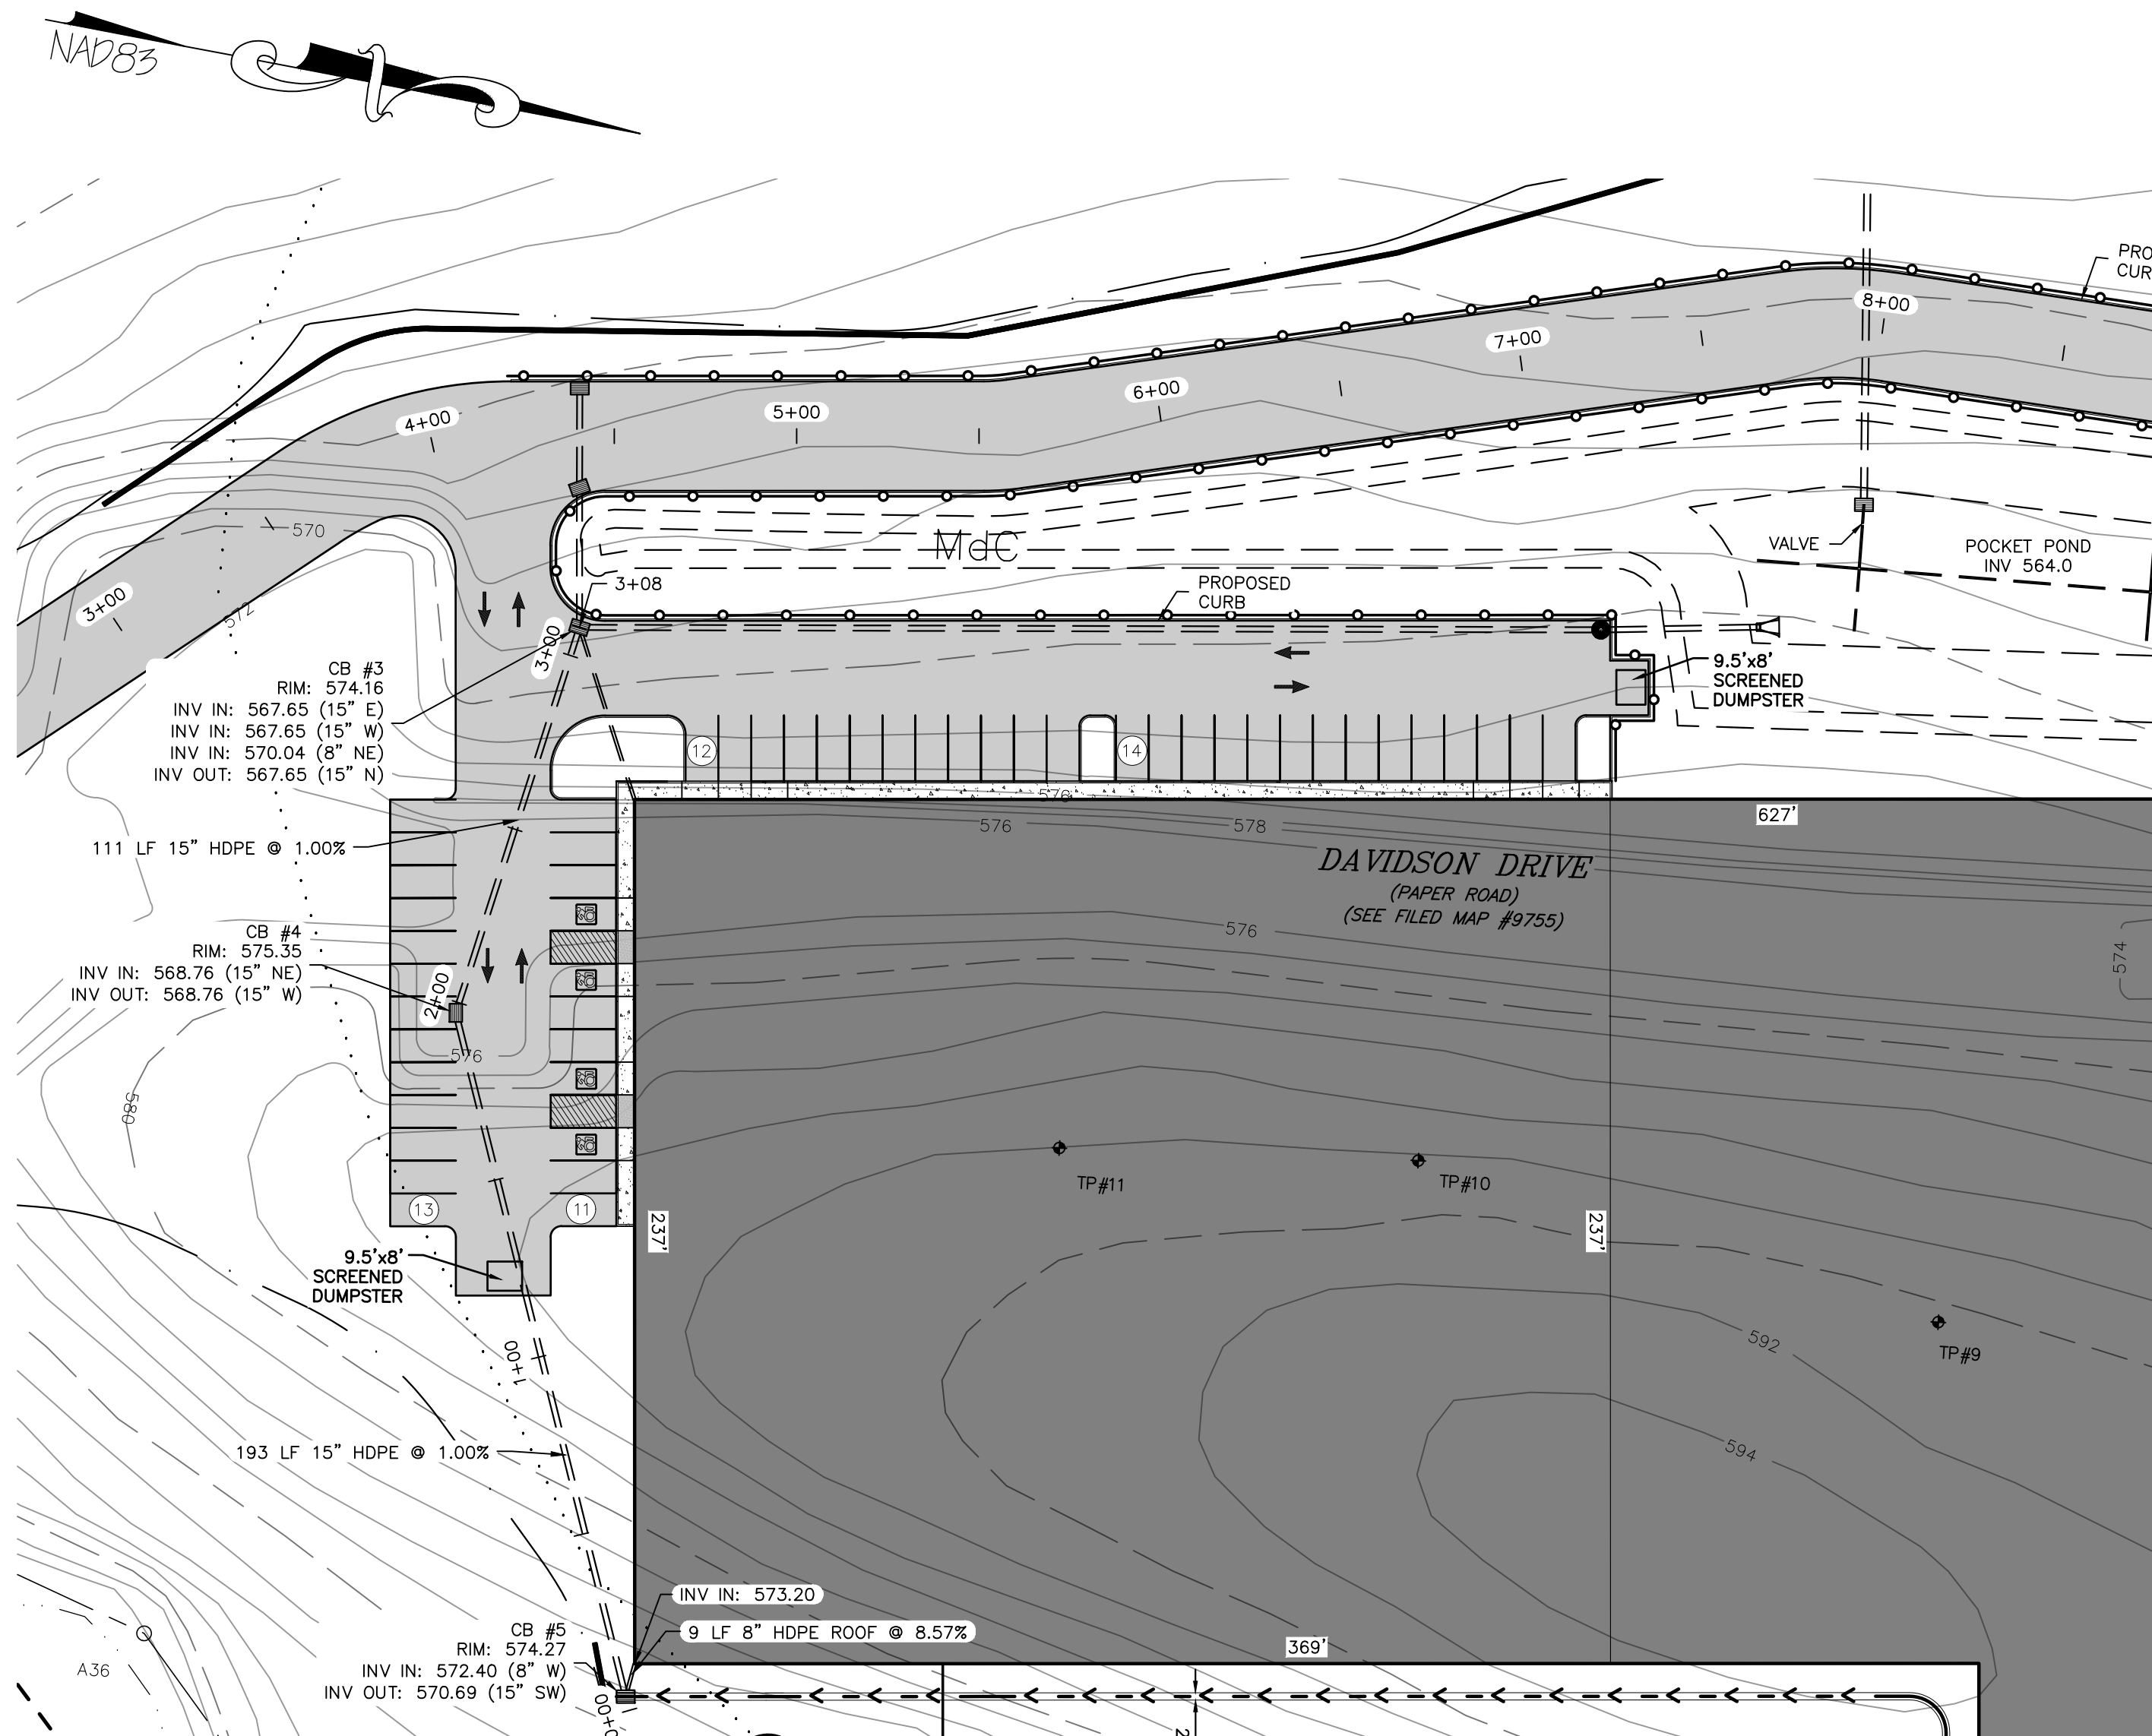 NAD83
PRO
CUR
8+00
7+00
6+00
5+00
4+00
570
MdC
VALVE
POCKET POND
INV 564.0
3+00
572
3+08
PROPOSED
CURB
3+00
CB #3
RIM: 574.16
INV IN: 567.65 (15" E)
INV IN: 567.65 (15" W)
INV IN: 570.04 (8" NE)
INV OUT: 567.65 (15" N)
9.5'x8'
SCREENED
DUMPSTER
12
14
576
627'
576
578
111 LF 15" HDPE @ 1.00%
DAVIDSON DRIVE
(PAPER ROAD)
(SEE FILED MAP #9755)
576
574
CB #4
RIM: 575.35
INV IN: 568.76 (15" NE)
INV OUT: 568.76 (15" W)
2+00
576
580
TP#11
TP#10
13
11
237'
237'
9.5'x8'
SCREENED
DUMPSTER
592
TP#9
1+00
594
193 LF 15" HDPE @ 1.00%
INV IN: 573.20
9 LF 8" HDPE ROOF @ 8.57%
369'
CB #5
RIM: 574.27
INV IN: 572.40 (8" W)
INV OUT: 570.69 (15" SW)
A36
0+00
2